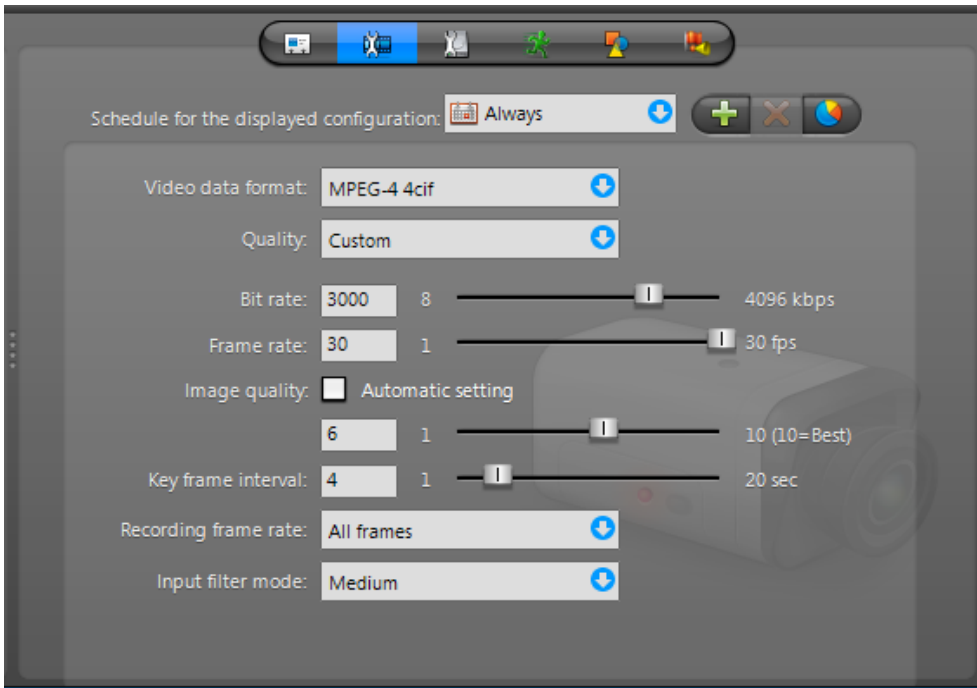 Schedule for the displayed configuration: Always
Video data format: MPEG-4 4cif
Quality: Custom
Bit rate: 3000 8 4096 kbps
Frame rate: 30 1 30 fps
Image quality: Automatic setting
6 1 10 (10=Best)
Key frame interval: 4 1 20 sec
Recording frame rate: All frames
Input filter mode: Medium